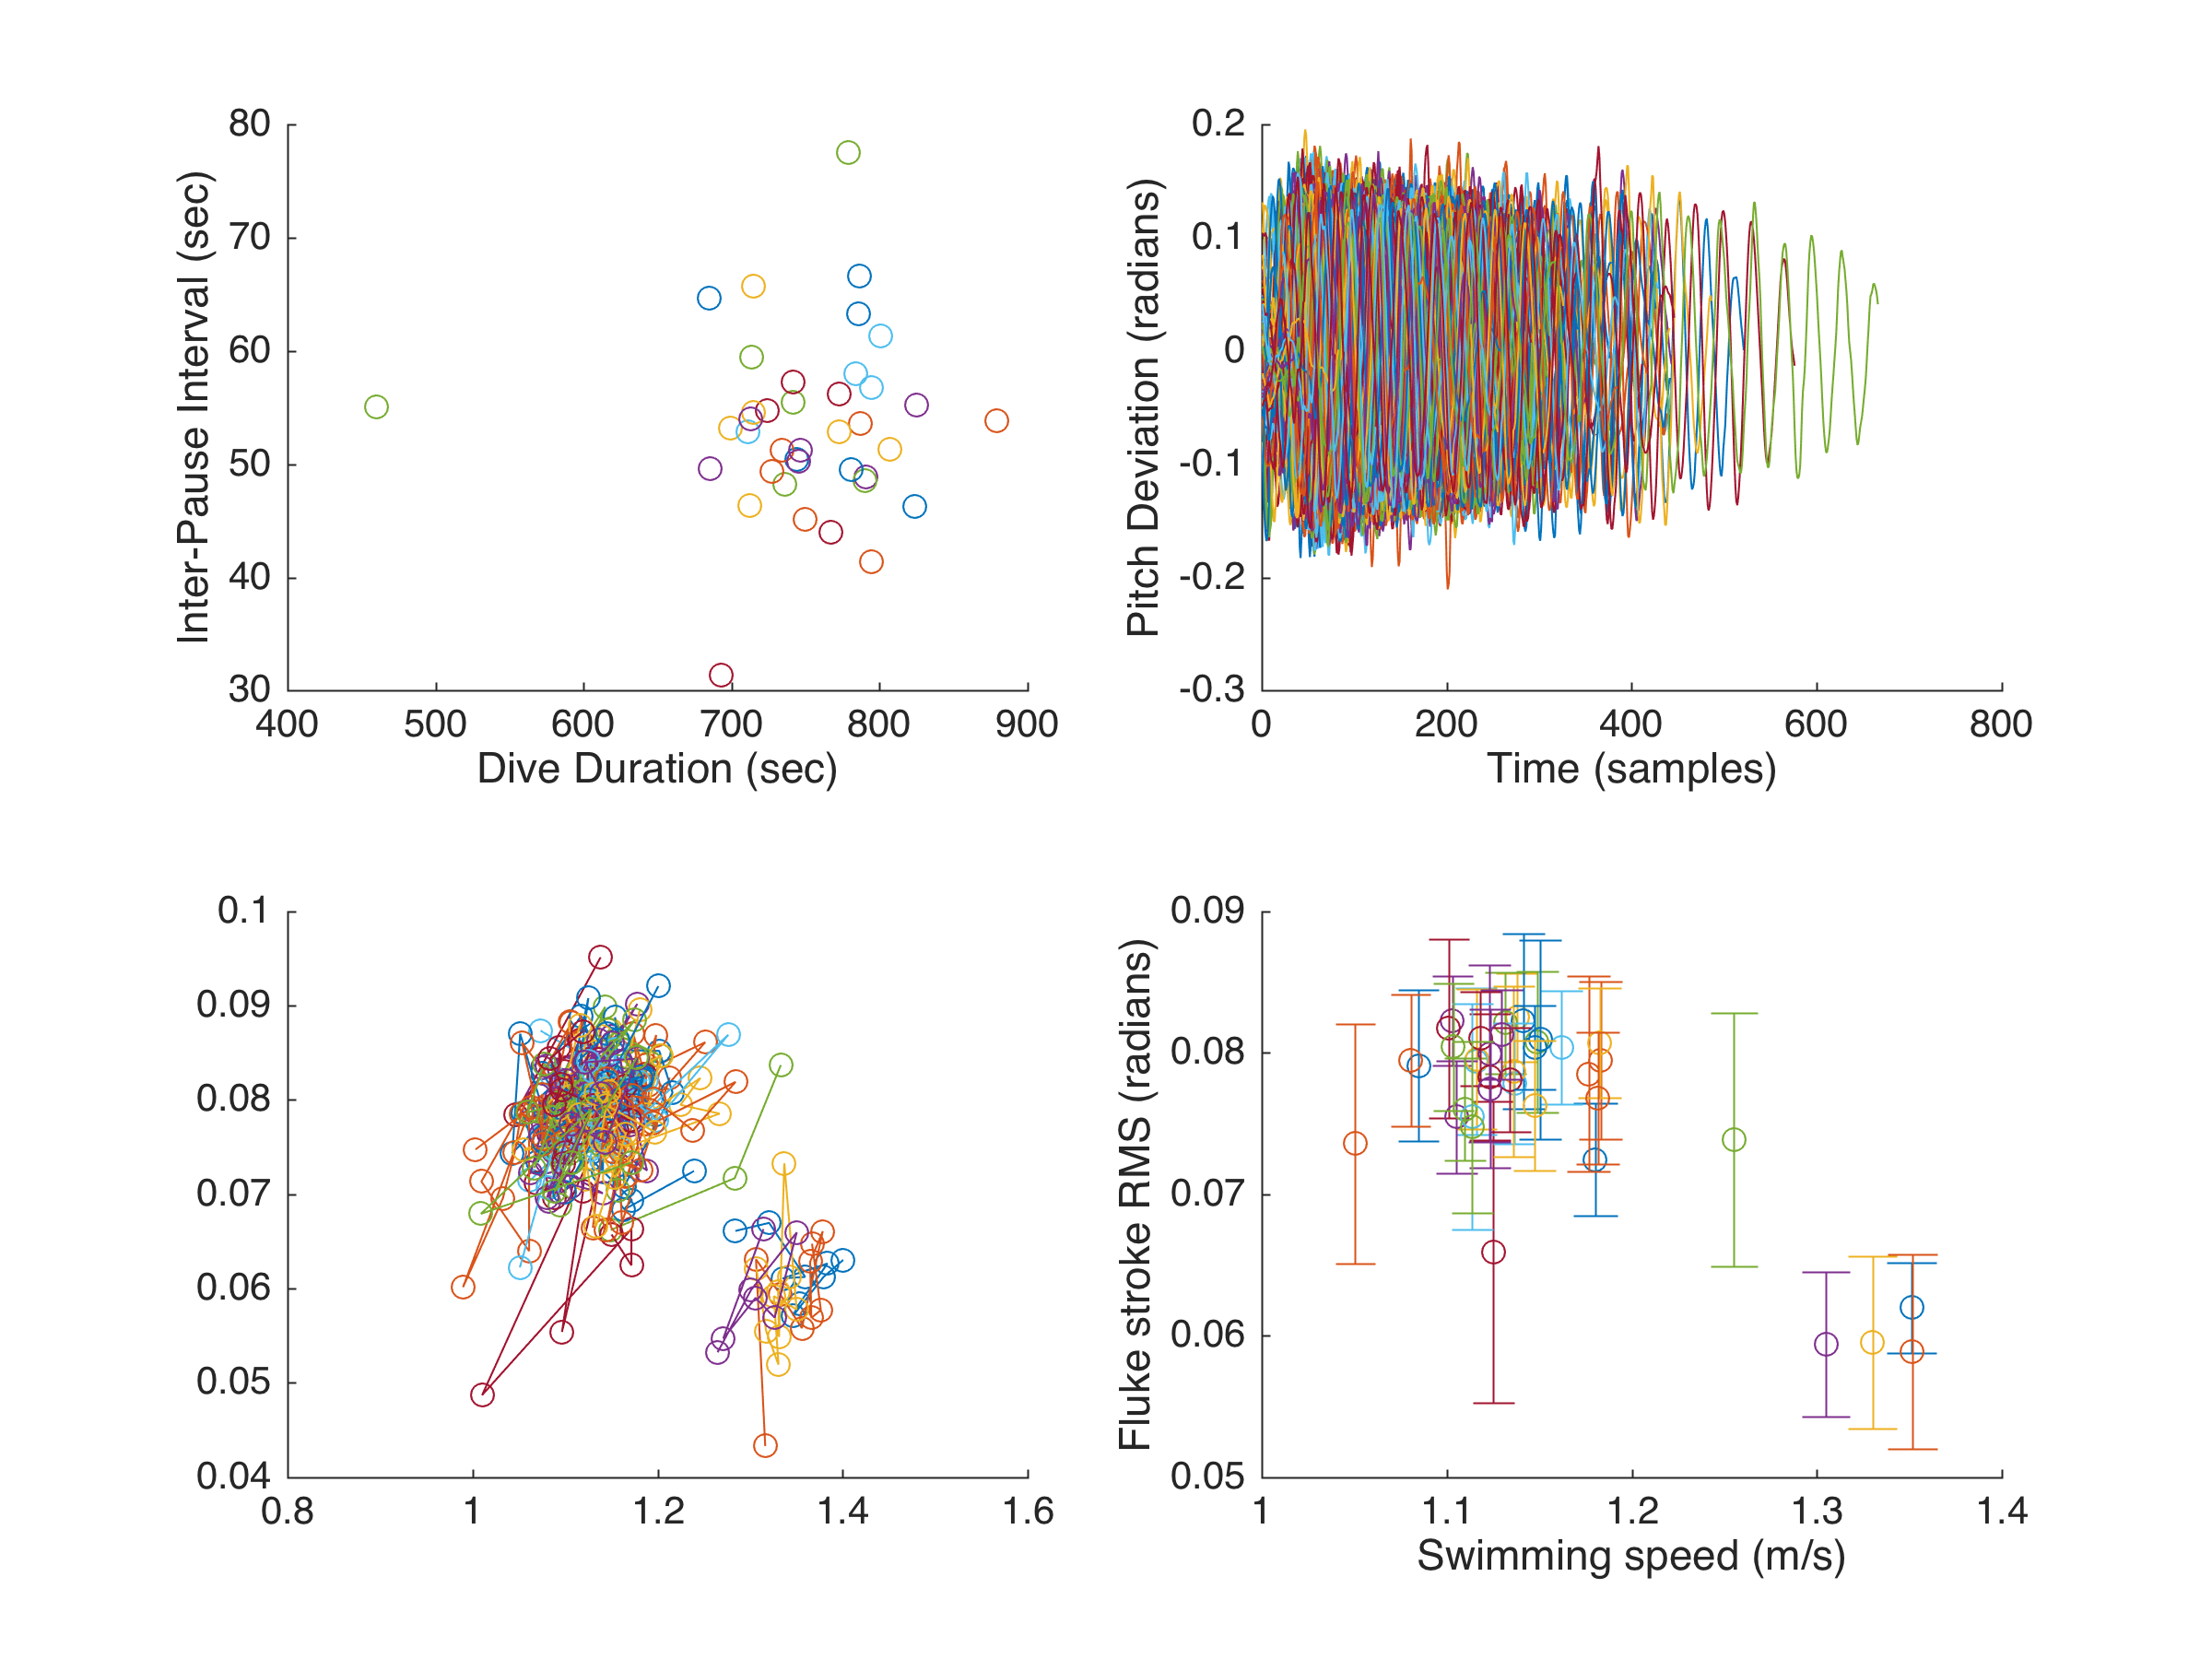 80
70
60
50
40
30
400 500 600 700 800 900
Inter-Pause Interval (sec)
Dive Duration (sec)
0.2
0.1
0
-0.1
-0.2
-0.3
0 200 400 600 800
Pitch Deviation (radians)
Time (samples)
0.1
0.09
0.08
0.07
0.06
0.05
0.04
0.8 1 1.2 1.4 1.6
0.09
0.08
0.07
0.06
0.05
1 1.1 1.2 1.3 1.4
Fluke stroke RMS (radians)
Swimming speed (m/s)